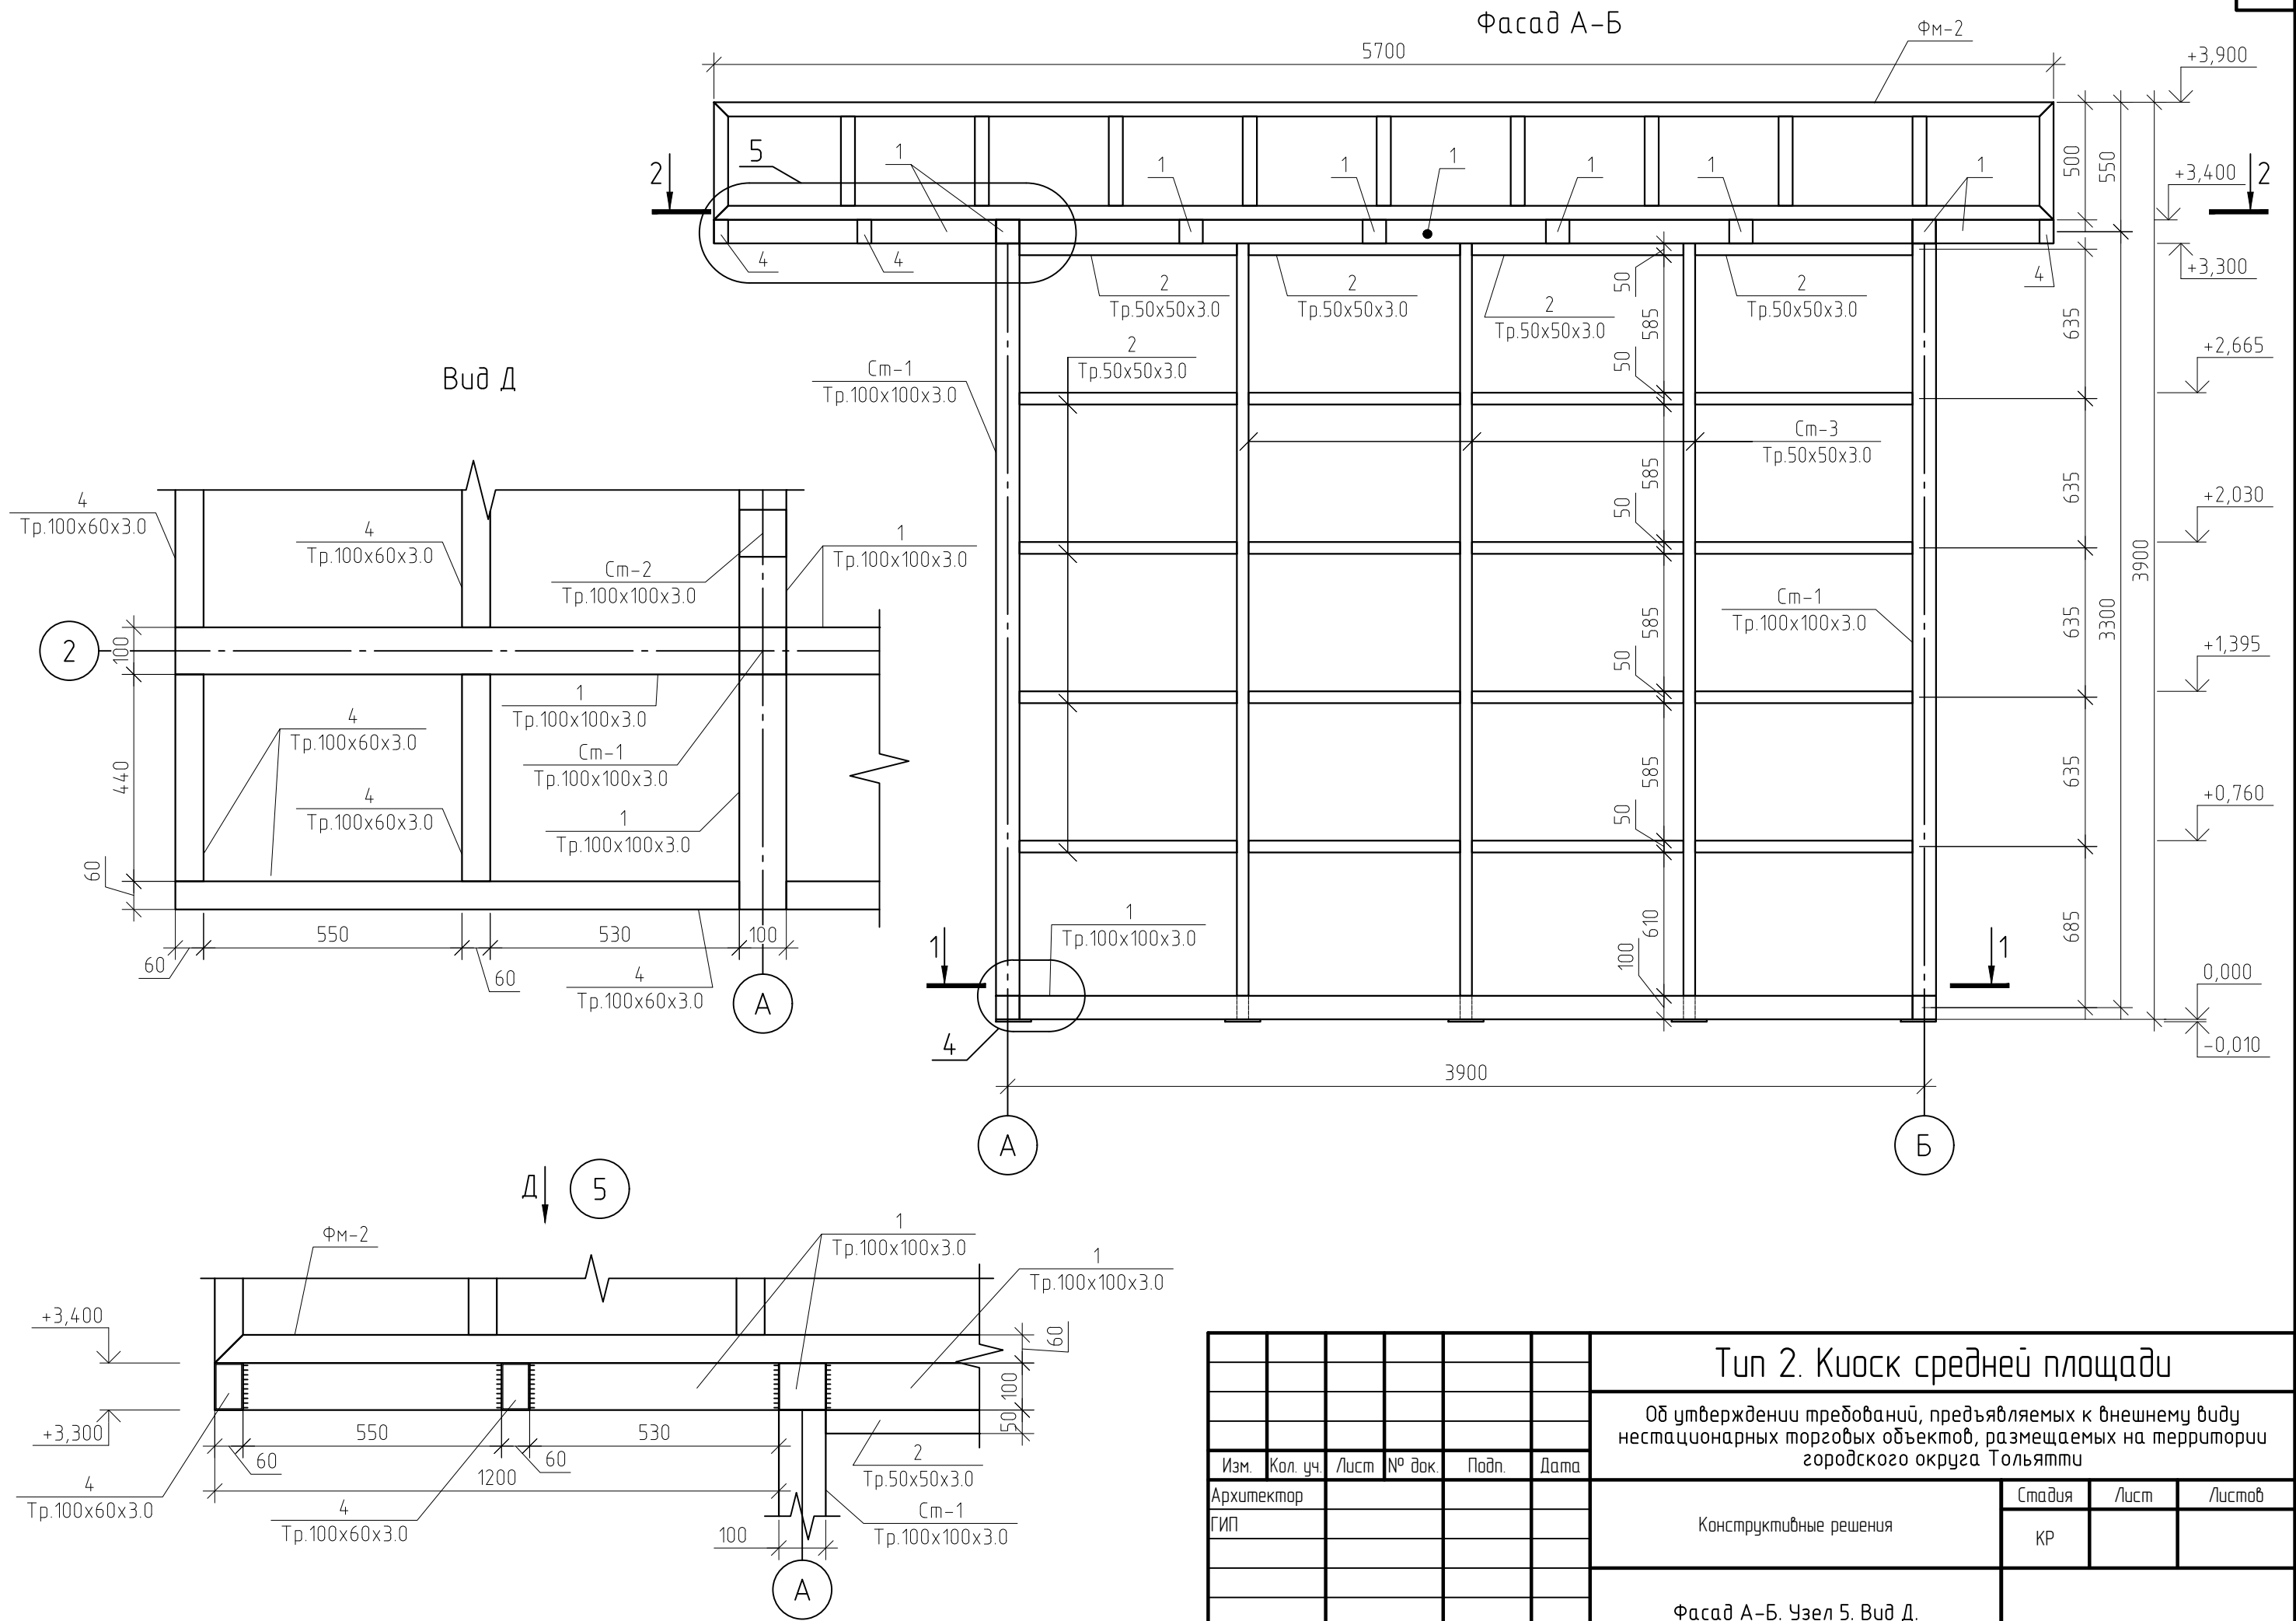 Фасад А-Б
5700
Фм-2
+3,900
500
550
+3,400
2
2
5
1
1
1
1
1
1
1
4
4
4
+3,300
50
2
Тр.50х50х3.0
2
Тр.50х50х3.0
2
Тр.50х50х3.0
2
Тр.50х50х3.0
585
635
2
Тр.50х50х3.0
50
+2,665
Ст-1
Тр.100х100х3.0
Ст-3
Тр.50х50х3.0
585
635
50
+2,030
3900
3300
Ст-1
Тр.100х100х3.0
585
635
50
+1,395
585
635
50
+0,760
1
Тр.100х100х3.0
610
685
100
1
1
0,000
-0,010
4
3900
А
Б
Вид Д
4
Тр.100х60х3.0
4
Тр.100х60х3.0
Ст-2
Тр.100х100х3.0
1
Тр.100х100х3.0
2
100
1
Тр.100х100х3.0
4
Тр.100х60х3.0
Ст-1
Тр.100х100х3.0
440
4
Тр.100х60х3.0
1
Тр.100х100х3.0
60
550
530
100
60
60
4
Тр.100х60х3.0
А
Д
5
Фм-2
1
Тр.100х100х3.0
1
Тр.100х100х3.0
+3,400
60
100
50
+3,300
550
530
60
60
1200
2
Тр.50х50х3.0
4
Тр.100х60х3.0
4
Тр.100х60х3.0
Ст-1
Тр.100х100х3.0
100
А
Тип 2. Киоск средней площади
Об утверждении требований, предъявляемых к внешнему виду
нестационарных торговых объектов, размещаемых на территории
городского округа Тольятти
Изм. Кол. уч. Лист № док. Подп. Дата
Архитектор
ГИП
Конструктивные решения
Стадия Лист Листов
КР
Фасад А-Б. Узел 5. Вид Д.